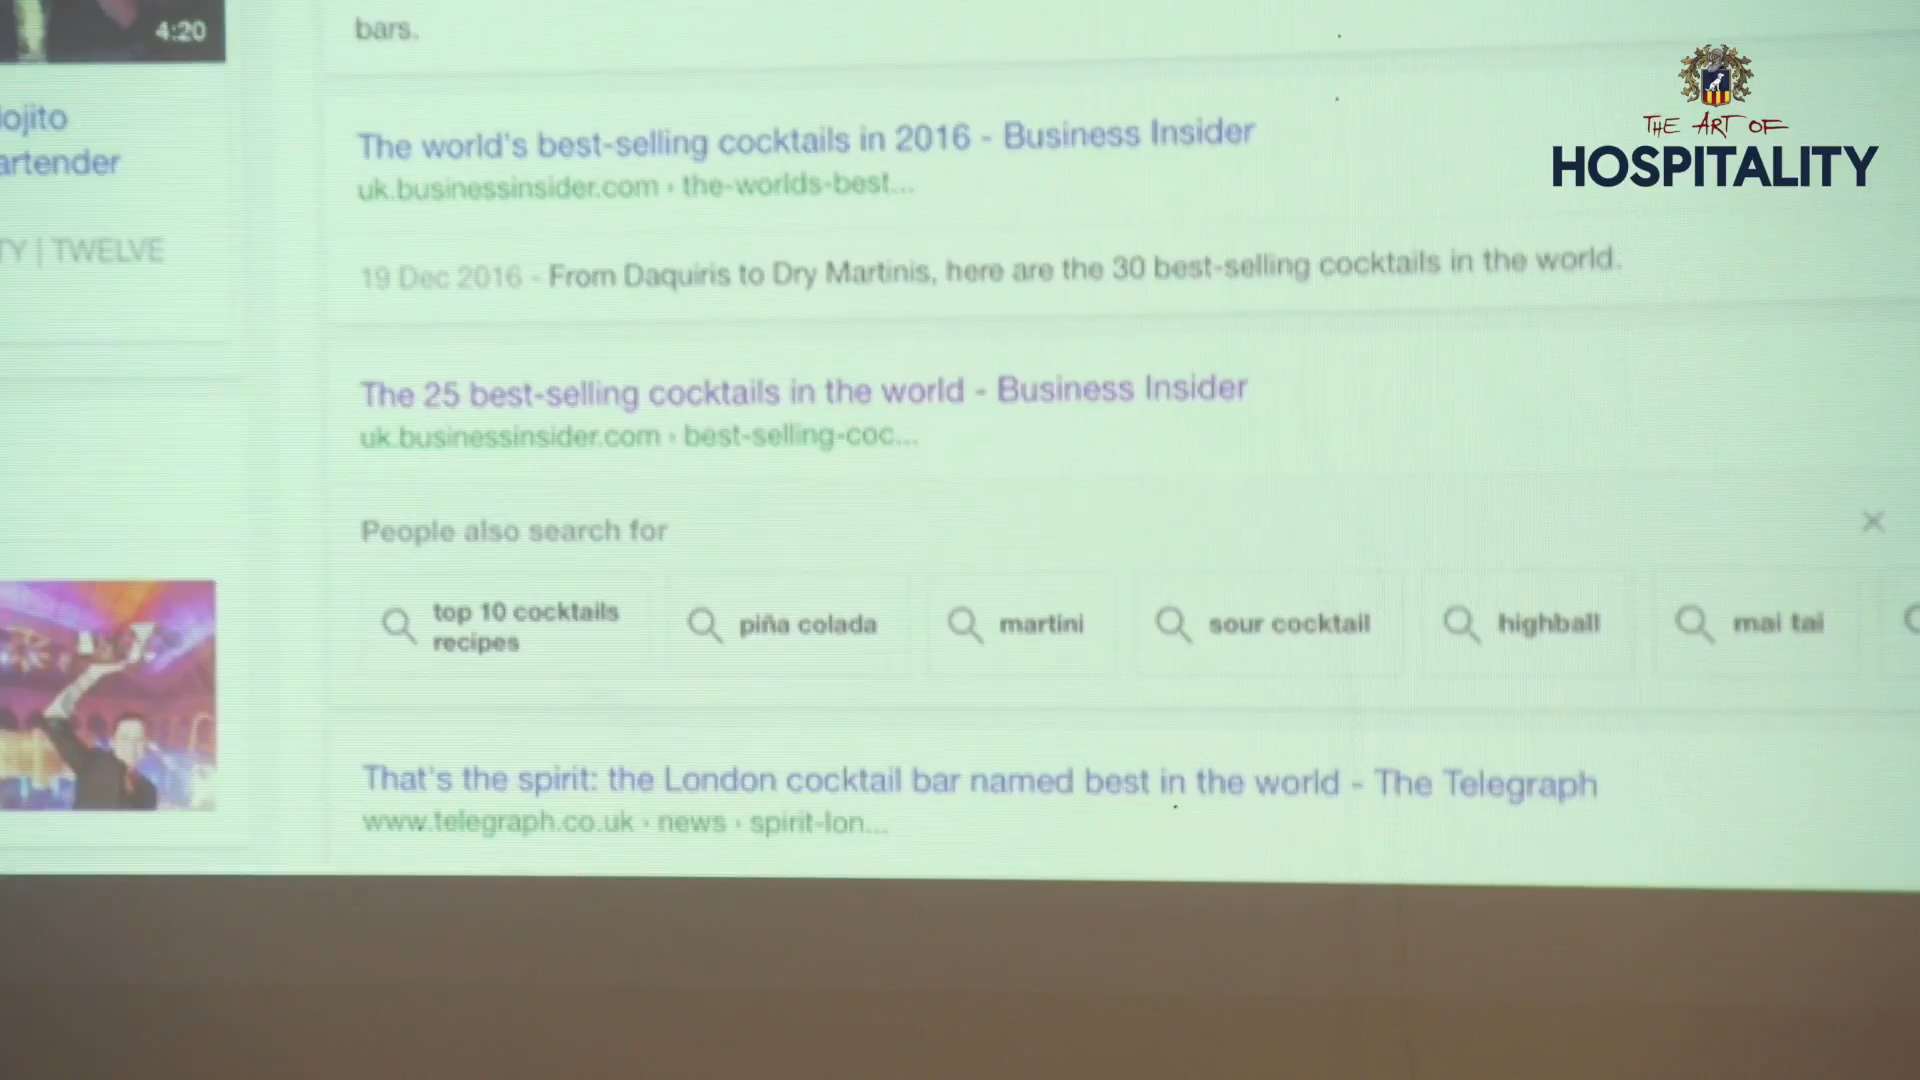 4:20
bars.
THE ART OF
HOSPITALITY
ojito
artender
The world's best-selling cocktails in 2016 - Business Insider
uk.businessinsider.com › the-worlds-best...
TY | TWELVE
19 Dec 2016 - From Daquiris to Dry Martinis, here are the 30 best-selling cocktails in the world.
The 25 best-selling cocktails in the world - Business Insider
uk.businessinsider.com › best-selling-coc...
People also search for
top 10 cocktails
recipes
piña colada
martini
sour cocktail
highball
mai tai
That's the spirit: the London cocktail bar named best in the world - The Telegraph
www.telegraph.co.uk › news › spirit-lon...